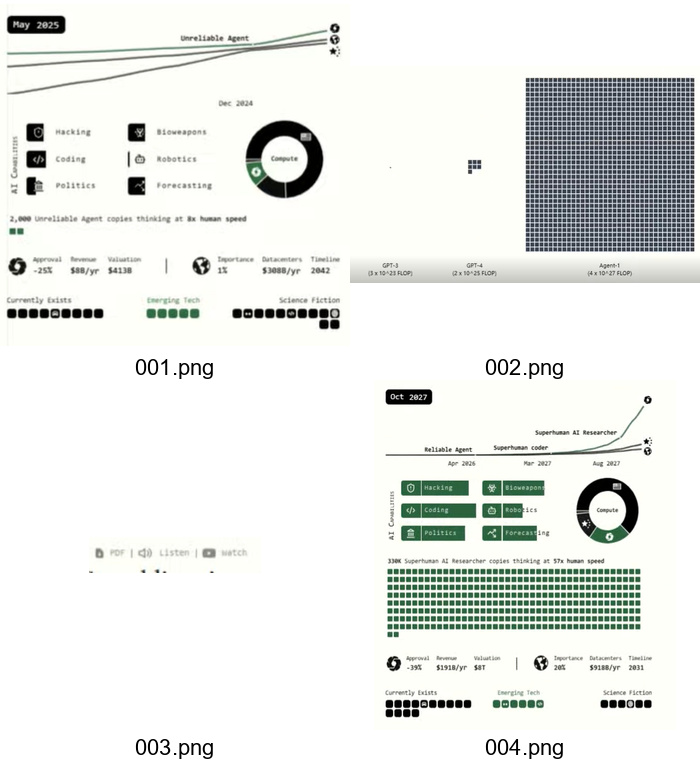 May 2025
Unreliable Agent
Dec 2024
AI Capabilities
Hacking
Bioweapons
Coding
Robotics
Politics
Forecasting
Compute
2,000 Unreliable Agent copies thinking at 8x human speed
Approval Revenue Valuation Importance Datacenters Timeline
-25% $8B/yr $413B 1% $308B/yr 2042
Currently Exists Emerging Tech Science Fiction
001.png
GPT-3 GPT-4 Agent-1
(3 x 10^23 FLOP) (2 x 10^25 FLOP) (4 x 10^27 FLOP)
002.png
PDF | Listen | Watch
003.png
Oct 2027
Superhuman AI Researcher
Reliable Agent Superhuman coder
Apr 2026 Mar 2027 Aug 2027
AI Capabilities
Hacking
Bioweapons
Coding
Robotics
Politics
Forecasting
Compute
330K Superhuman AI Researcher copies thinking at 57x human speed
Approval Revenue Valuation Importance Datacenters Timeline
-39% $191B/yr $8T 20% $918B/yr 2031
Currently Exists Emerging Tech Science Fiction
004.png